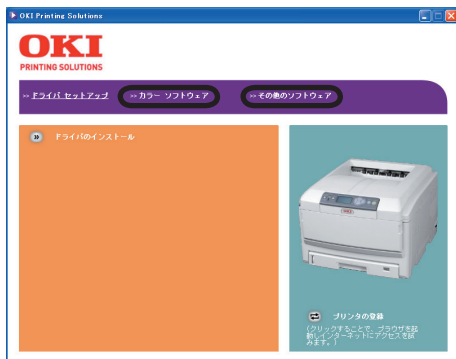 OKI Printing Solutions
OKI
PRINTING SOLUTIONS
>> ドライバ セットアップ >> カラー ソフトウェア >> その他のソフトウェア
>> ドライバのインストール
OKI
プリンタの登録
(クリックすることで、ブラウザを起
動しインターネットにアクセスを試
みます。)